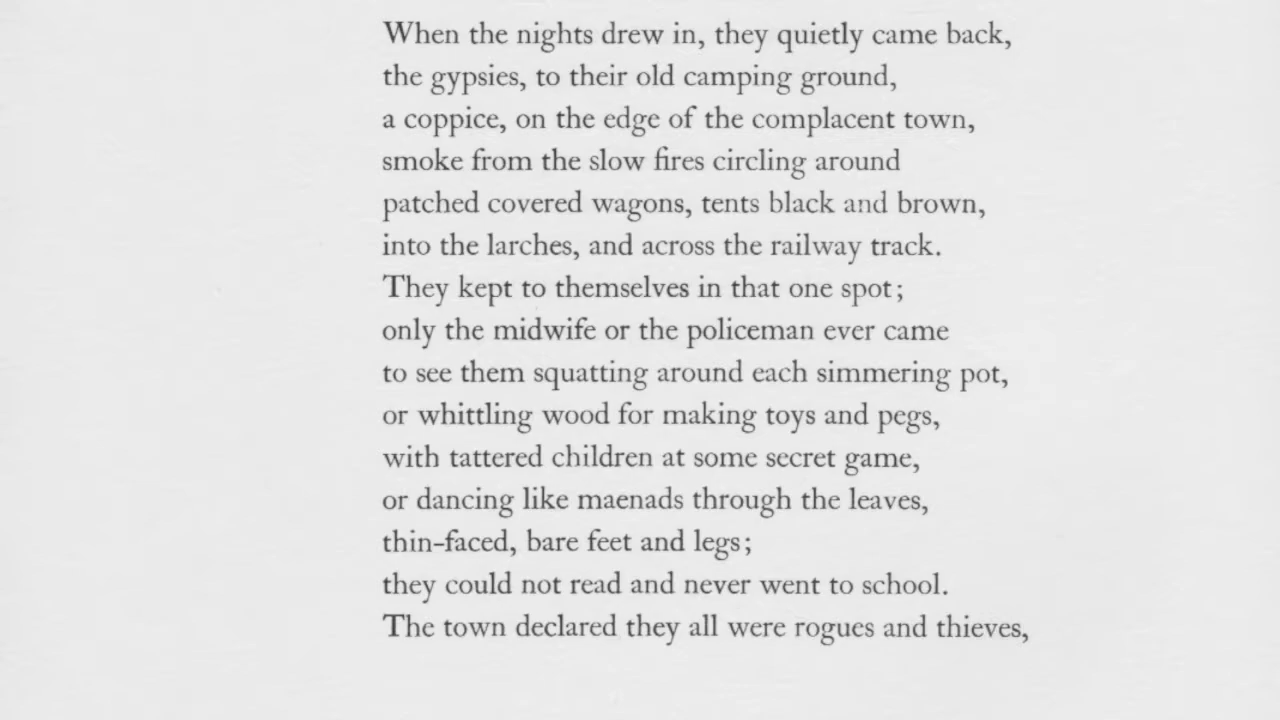 When the nights drew in, they quietly came back,
the gypsies, to their old camping ground,
a coppice, on the edge of the complacent town,
smoke from the slow fires circling around
patched covered wagons, tents black and brown,
into the larches, and across the railway track.
They kept to themselves in that one spot;
only the midwife or the policeman ever came
to see them squatting around each simmering pot,
or whittling wood for making toys and pegs,
with tattered children at some secret game,
or dancing like maenads through the leaves,
thin-faced, bare feet and legs;
they could not read and never went to school.
The town declared they all were rogues and thieves,